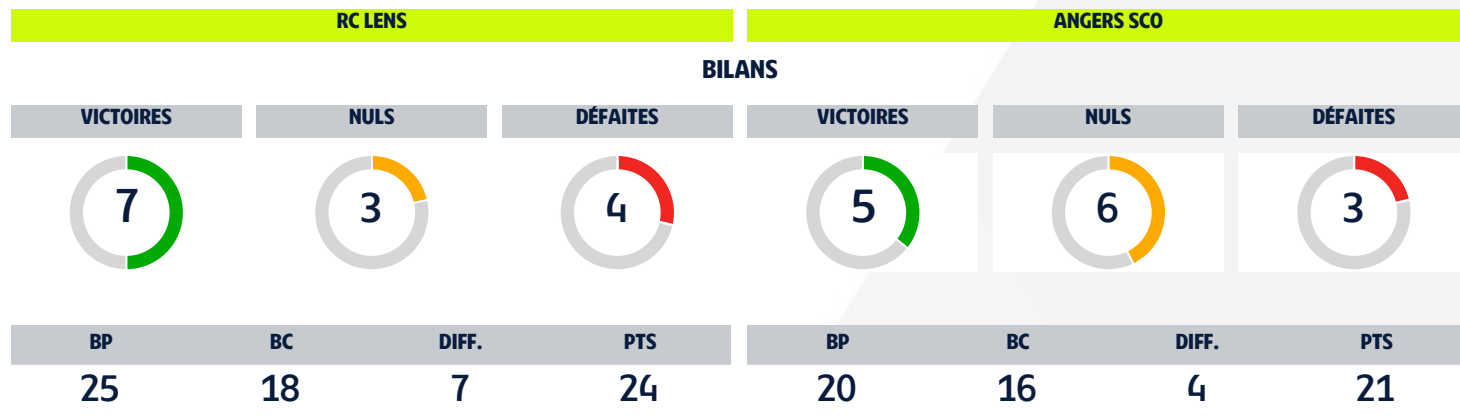 RC LENS ANGERS SCO
BILANS
VICTOIRES NULS DÉFAITES VICTOIRES NULS DÉFAITES
7 3 4 5 6 3
BP BC DIFF. PTS BP BC DIFF. PTS
25 18 7 24 20 16 4 21